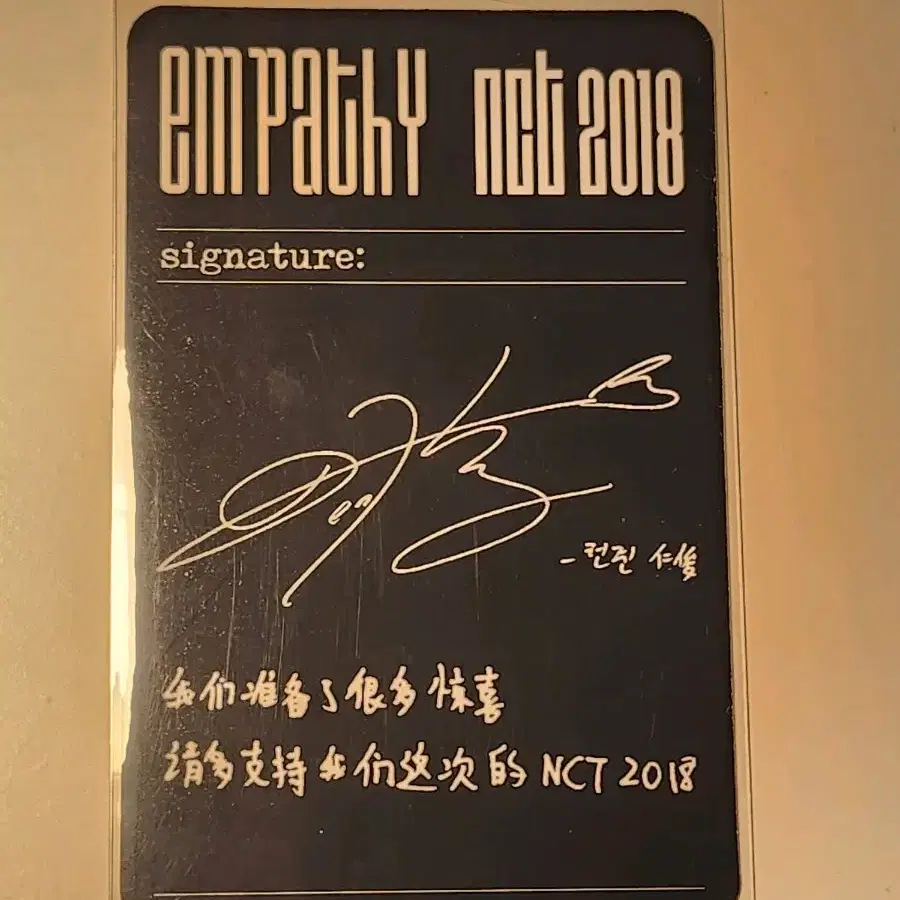 empathy nct 2018
signature:
- 런쥔 仁俊
我们准备了很多惊喜
请多支持我们这次的 NCT 2018